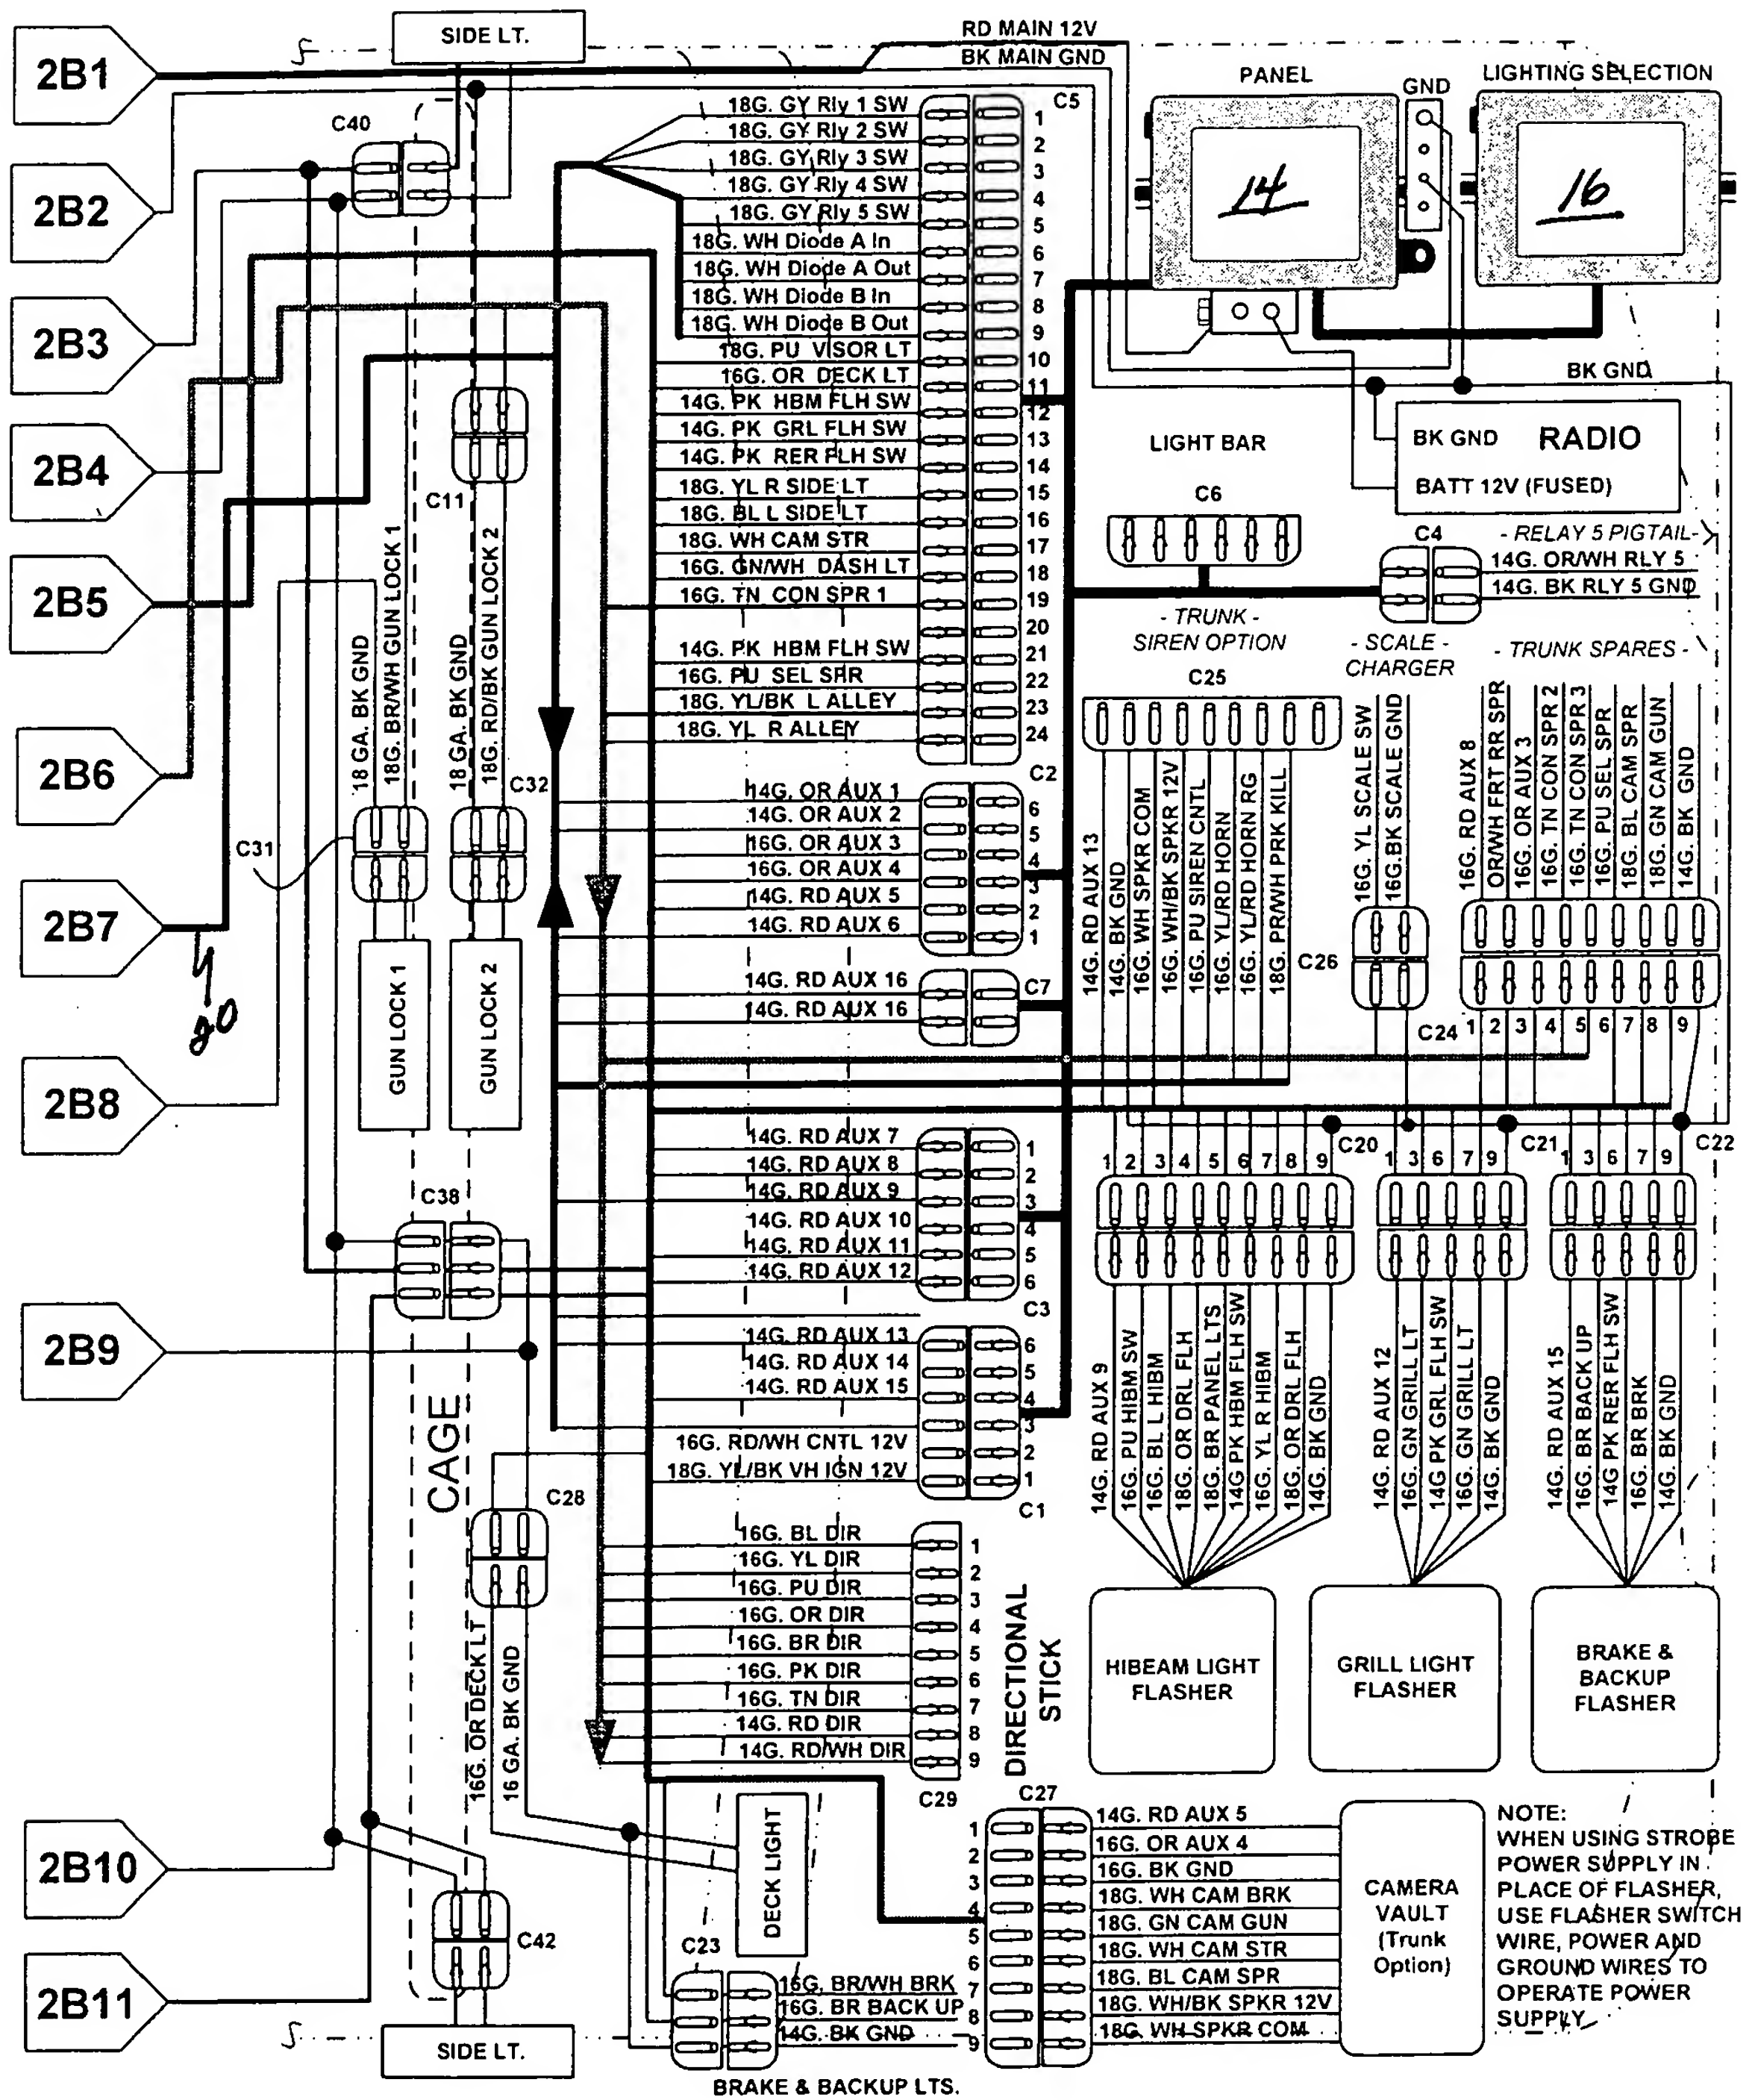 2B1
2B2
2B3
2B4
2B5
2B6
2B7
20
2B8
2B9
2B10
2B11
SIDE LT.
C40
C11
18 GA. BK GND
18G. BR/WH GUN LOCK 1
18 GA. BK GND
18G. RD/BK GUN LOCK 2
C31
C32
GUN LOCK 1
GUN LOCK 2
C38
CAGE
C28
16G. OR DECK LT
16 GA. BK GND
C42
SIDE LT.
RD MAIN 12V
BK MAIN GND
C5
18G. GY Rly 1 SW 1
18G. GY Rly 2 SW 2
18G. GY Rly 3 SW 3
18G. GY Rly 4 SW 4
18G. GY Rly 5 SW 5
18G. WH Diode A In 6
18G. WH Diode A Out 7
18G. WH Diode B In 8
18G. WH Diode B Out 9
18G. PU VISOR LT 10
16G. OR DECK LT 11
14G. PK HBM FLH SW 12
14G. PK GRL FLH SW 13
14G. PK RER FLH SW 14
18G. YL R SIDE LT 15
18G. BL L SIDE LT 16
18G. WH CAM STR 17
16G. GN/WH DASH LT 18
16G. TN CON SPR 1 19
20
14G. PK HBM FLH SW 21
16G. PU SEL SPR 22
18G. YL/BK L ALLEY 23
18G. YL R ALLEY 24
C2
14G. OR AUX 1 6
14G. OR AUX 2 5
16G. OR AUX 3 4
16G. OR AUX 4 3
14G. RD AUX 5 2
14G. RD AUX 6 1
C7
14G. RD AUX 16
14G. RD AUX 16
14G. RD AUX 7 1
14G. RD AUX 8 2
14G. RD AUX 9 3
14G. RD AUX 10 4
14G. RD AUX 11 5
14G. RD AUX 12 6
C3
14G. RD AUX 13 6
14G. RD AUX 14 5
14G. RD AUX 15 4
3
16G. RD/WH CNTL 12V 2
18G. YL/BK VH IGN 12V 1
C1
16G. BL DIR 1
16G. YL DIR 2
16G. PU DIR 3
16G. OR DIR 4
16G. BR DIR 5
16G. PK DIR 6
16G. TN DIR 7
14G. RD DIR 8
14G. RD/WH DIR 9
DIRECTIONAL
STICK
C29
DECK LIGHT
C23
16G. BR/WH BRK
16G. BR BACK UP
14G. BK GND
BRAKE & BACKUP LTS.
PANEL
14
GND
LIGHTING SELECTION
16
BK GND
BK GND RADIO
BATT 12V (FUSED)
LIGHT BAR
C6
C4
- RELAY 5 PIGTAIL -
14G. OR/WH RLY 5
14G. BK RLY 5 GND
- TRUNK -
SIREN OPTION
C25
14G. RD AUX 13
14G. BK GND
16G. WH SPKR COM
16G. WH/BK SPKR 12V
16G. PU SIREN CNTL
16G. YL/RD HORN
16G. YL/RD HORN RG
18G. PR/WH PRK KILL
- SCALE -
CHARGER
16G. YL SCALE SW
16G. BK SCALE GND
C26
- TRUNK SPARES -
16G. RD AUX 8
OR/WH FRT RR SPR
16G. OR AUX 3
16G. TN CON SPR 2
16G. TN CON SPR 3
16G. PU SEL SPR
18G. BL CAM SPR
18G. GN CAM GUN
14G. BK GND
C24 1 2 3 4 5 6 7 8 9
C20
1 2 3 4 5 6 7 8 9
14G. RD AUX 9
16G. PU HIBM SW
16G. BL L HIBM
18G. OR DRL FLH
18G. BR PANEL LTS
14G PK HBM FLH SW
16G. YL R HIBM
18G. OR DRL FLH
14G. BK GND
HIBEAM LIGHT
FLASHER
C21
1 3 6 7 9
14G. RD AUX 12
16G. GN GRILL LT
14G PK GRL FLH SW
16G. GN GRILL LT
14G. BK GND
GRILL LIGHT
FLASHER
C22
1 3 6 7 9
14G. RD AUX 15
16G. BR BACK UP
14G PK RER FLH SW
16G. BR BRK
14G. BK GND
BRAKE &
BACKUP
FLASHER
C27
1 14G. RD AUX 5
2 16G. OR AUX 4
3 16G. BK GND
4 18G. WH CAM BRK
5 18G. GN CAM GUN
6 18G. WH CAM STR
7 18G. BL CAM SPR
8 18G. WH/BK SPKR 12V
9 18G. WH SPKR COM
CAMERA
VAULT
(Trunk
Option)
NOTE:
WHEN USING STROBE
POWER SUPPLY IN
PLACE OF FLASHER,
USE FLASHER SWITCH
WIRE, POWER AND
GROUND WIRES TO
OPERATE POWER
SUPPLY